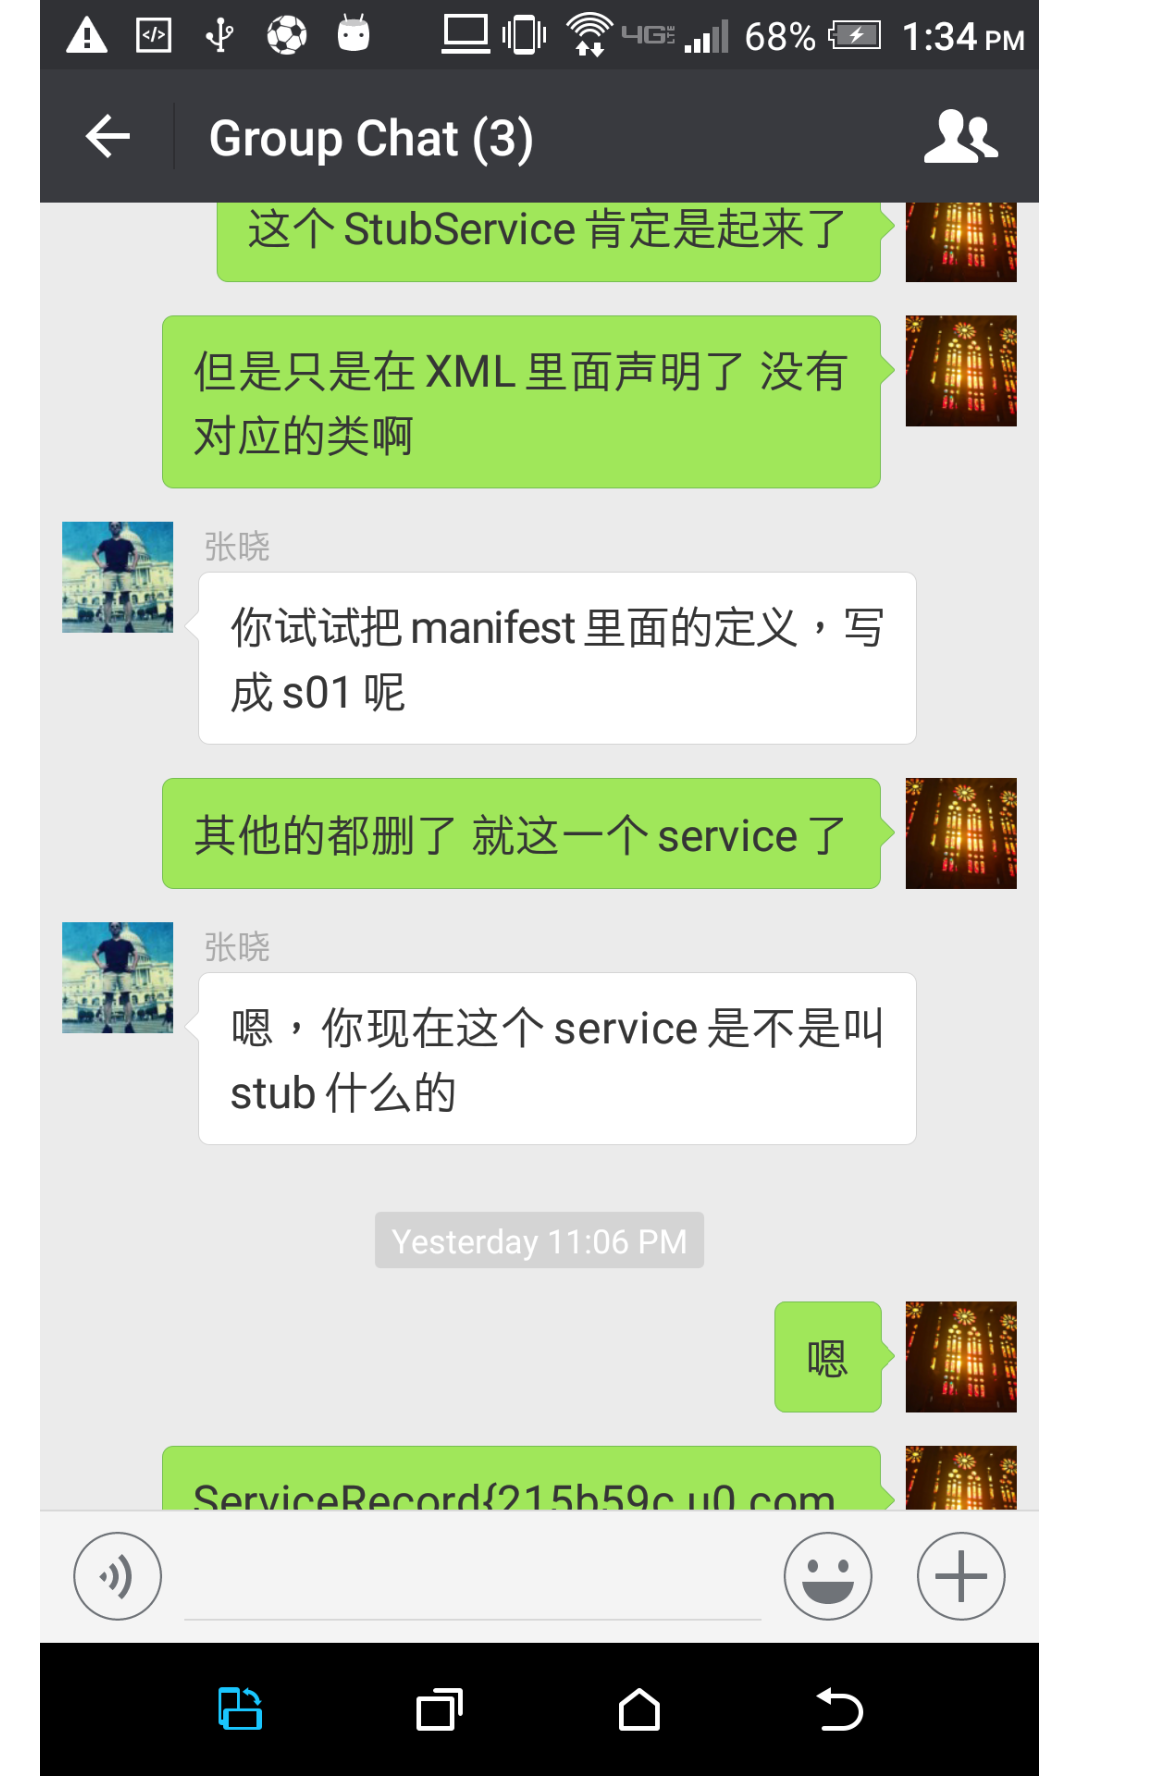 4G LTE 68% 1:34 PM
Group Chat (3)
这个 StubService 肯定是起来了
但是只是在 XML 里面声明了 没有
对应的类啊
张晓
你试试把 manifest 里面的定义，写
成 s01 呢
其他的都删了 就这一个 service 了
张晓
嗯，你现在这个 service 是不是叫
stub 什么的
Yesterday 11:06 PM
嗯
ServiceRecord{215b59c u0 com